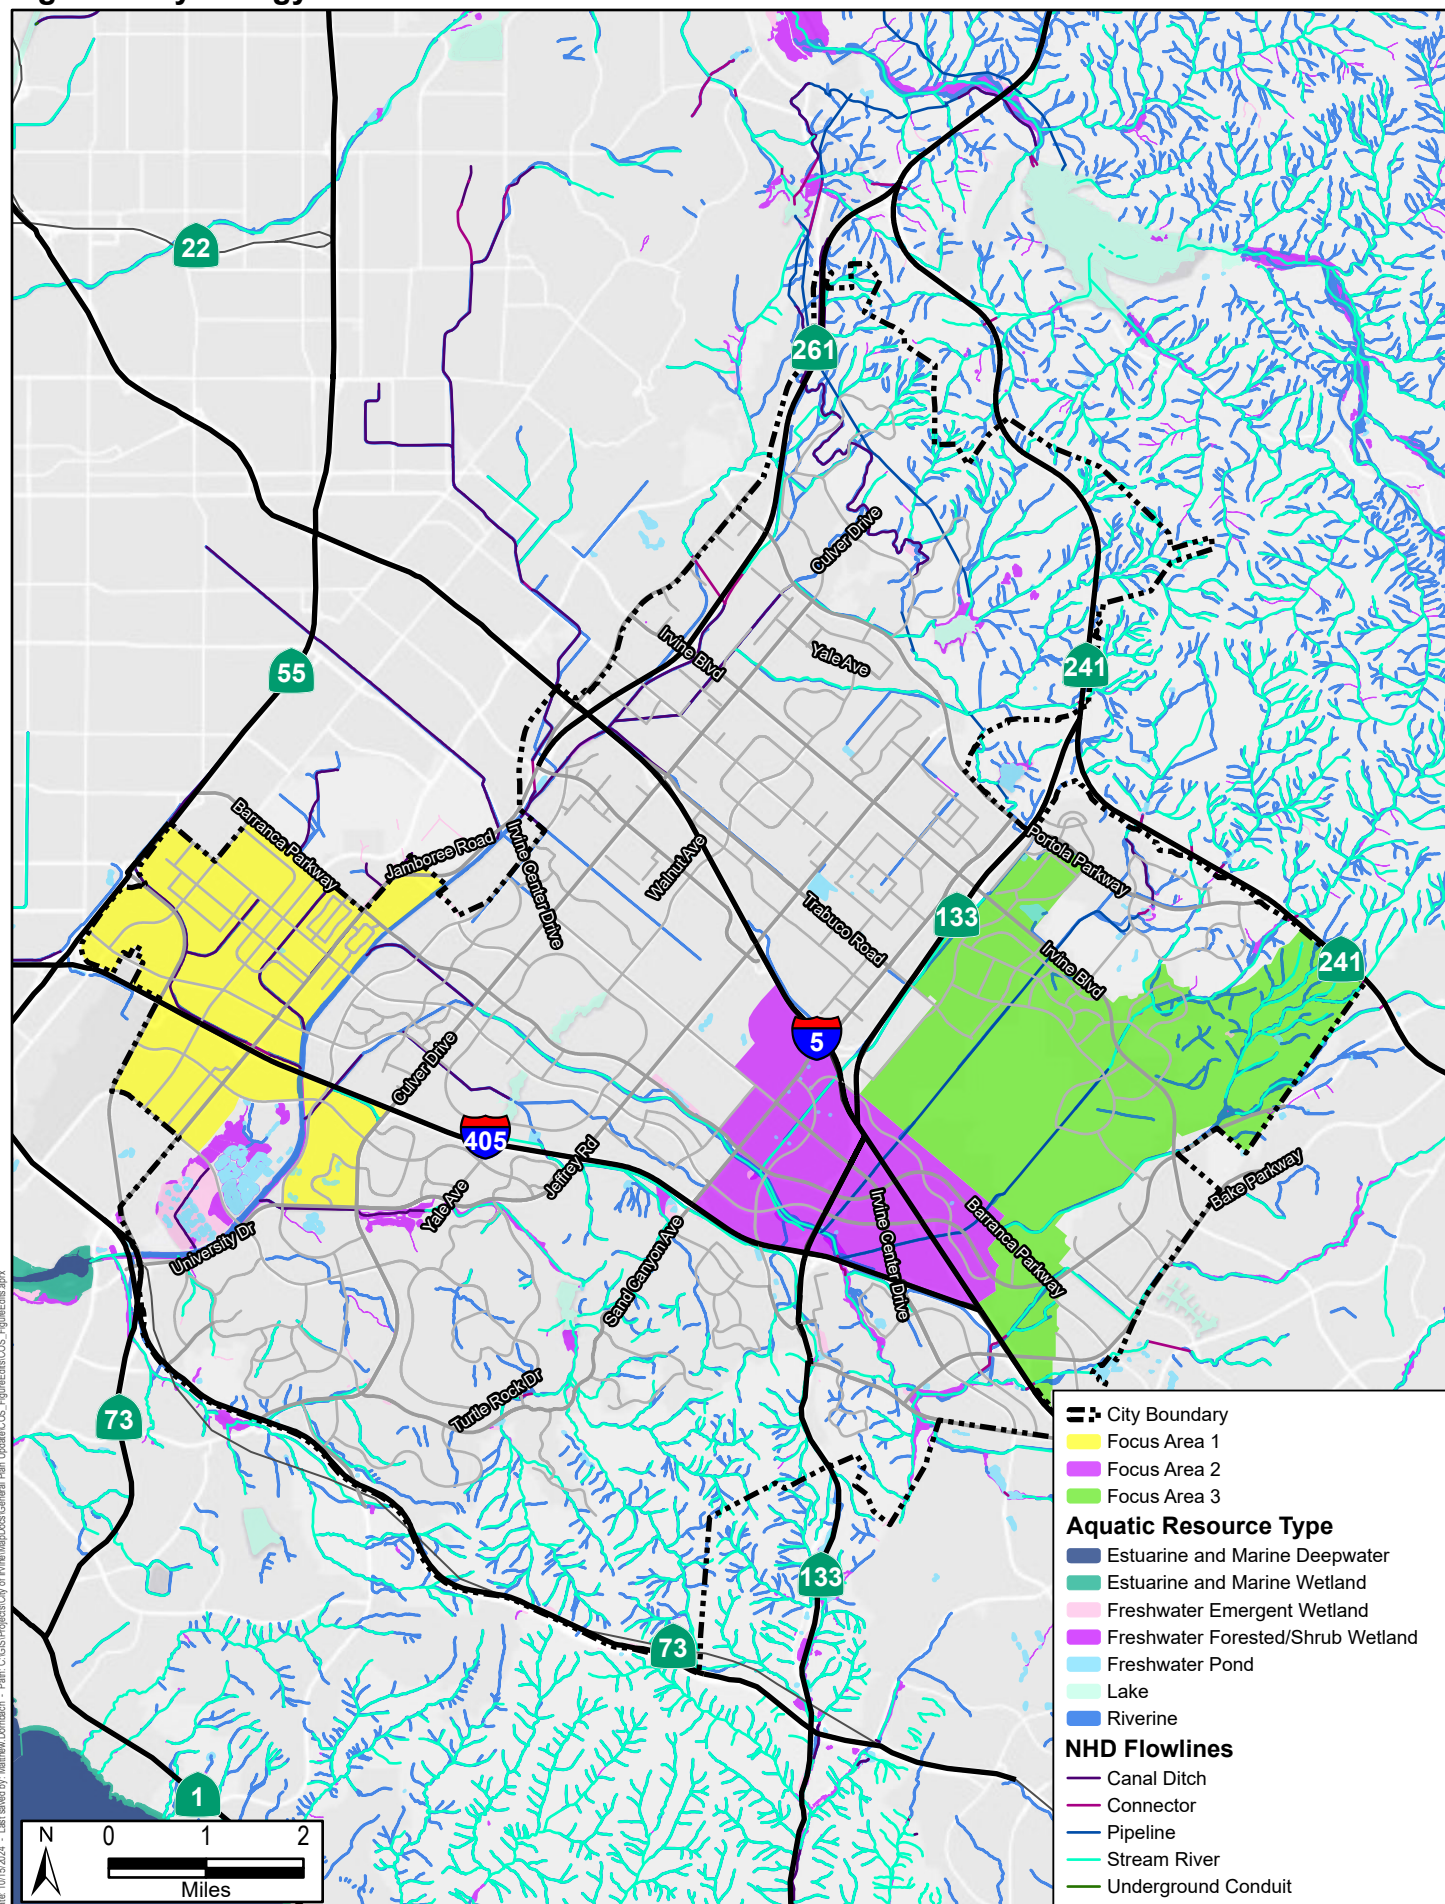 22
261
Culver Drive
Irvine Blvd
Yale Ave
55
241
Barranca Parkway
Jamboree Road
Irvine Center Drive
Walnut Ave
Portola Parkway
Trabuco Road
133
Irvine Blvd
241
5
Culver Drive
405
Jeffrey Rd
Yale Ave
Bake Parkway
University Dr
Sand Canyon Ave
Irvine Center Drive
Barranca Parkway
Turtle Rock Dr
73
133
73
1
N
0 1 2
Miles
City Boundary
Focus Area 1
Focus Area 2
Focus Area 3
Aquatic Resource Type
Estuarine and Marine Deepwater
Estuarine and Marine Wetland
Freshwater Emergent Wetland
Freshwater Forested/Shrub Wetland
Freshwater Pond
Lake
Riverine
NHD Flowlines
Canal Ditch
Connector
Pipeline
Stream River
Underground Conduit